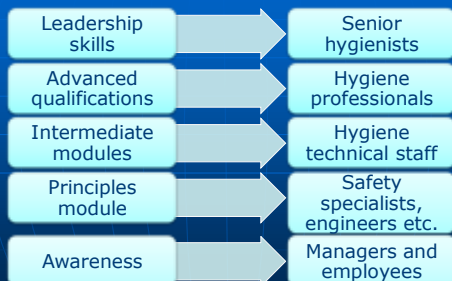 Leadership
skills
Senior
hygienists
Advanced
qualifications
Hygiene
professionals
Intermediate
modules
Hygiene
technical staff
Principles
module
Safety
specialists,
engineers etc.
Awareness
Managers and
employees